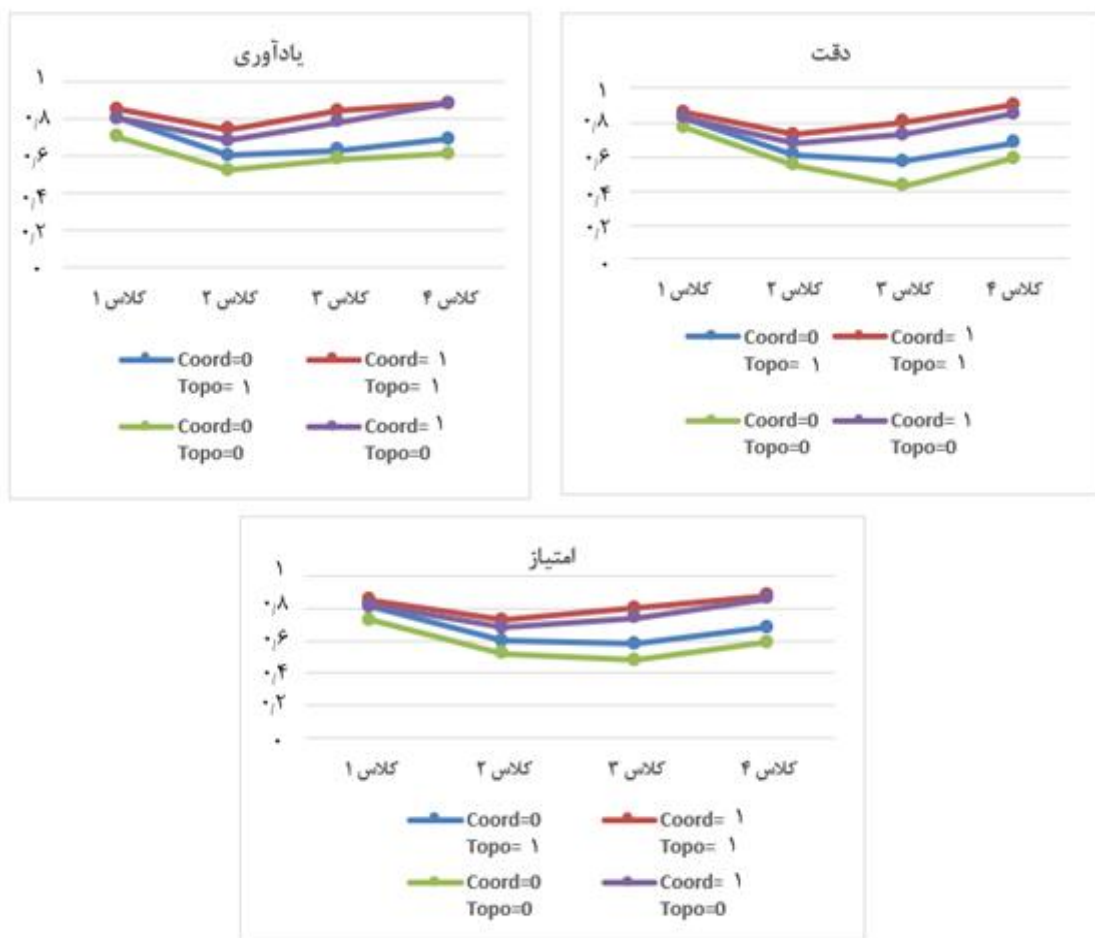 یادآوری
۱
۰٫۸
۰٫۶
۰٫۴
۰٫۲
۰
کلاس ۱ کلاس ۲ کلاس ۳ کلاس ۴
Coord=0 Coord= ۱
Topo= ۱ Topo= ۱
Coord=0 Coord= ۱
Topo=0 Topo=0
دقت
۱
۰٫۸
۰٫۶
۰٫۴
۰٫۲
۰
کلاس ۱ کلاس ۲ کلاس ۳ کلاس ۴
Coord=0 Coord= ۱
Topo= ۱ Topo= ۱
Coord=0 Coord= ۱
Topo=0 Topo=0
امتیاز
۱
۰٫۸
۰٫۶
۰٫۴
۰٫۲
۰
کلاس ۱ کلاس ۲ کلاس ۳ کلاس ۴
Coord=0 Coord= ۱
Topo= ۱ Topo= ۱
Coord=0 Coord= ۱
Topo=0 Topo=0